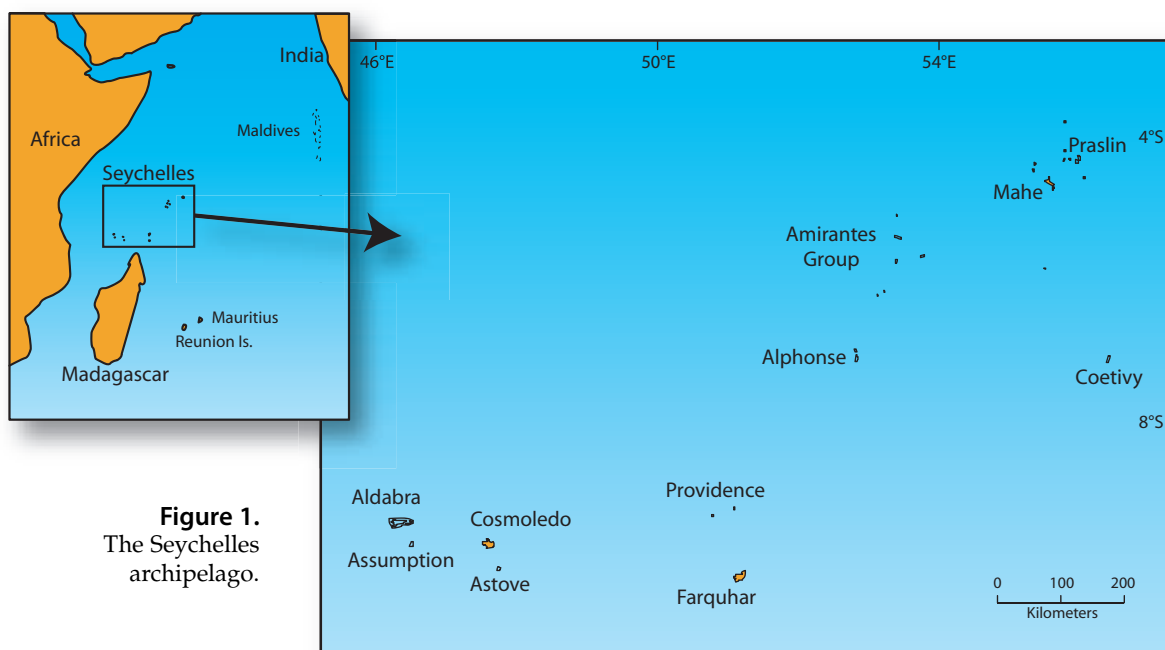 India
Africa
Maldives
Seychelles
Mauritius
Reunion Is.
Madagascar
46°E
50°E
54°E
4°S
Praslin
Mahe
Amirantes
Group
Alphonse
Coetivy
8°S
Aldabra
Assumption
Cosmoledo
Astove
Providence
Farquhar
0 100 200
Kilometers
Figure 1.
The Seychelles
archipelago.